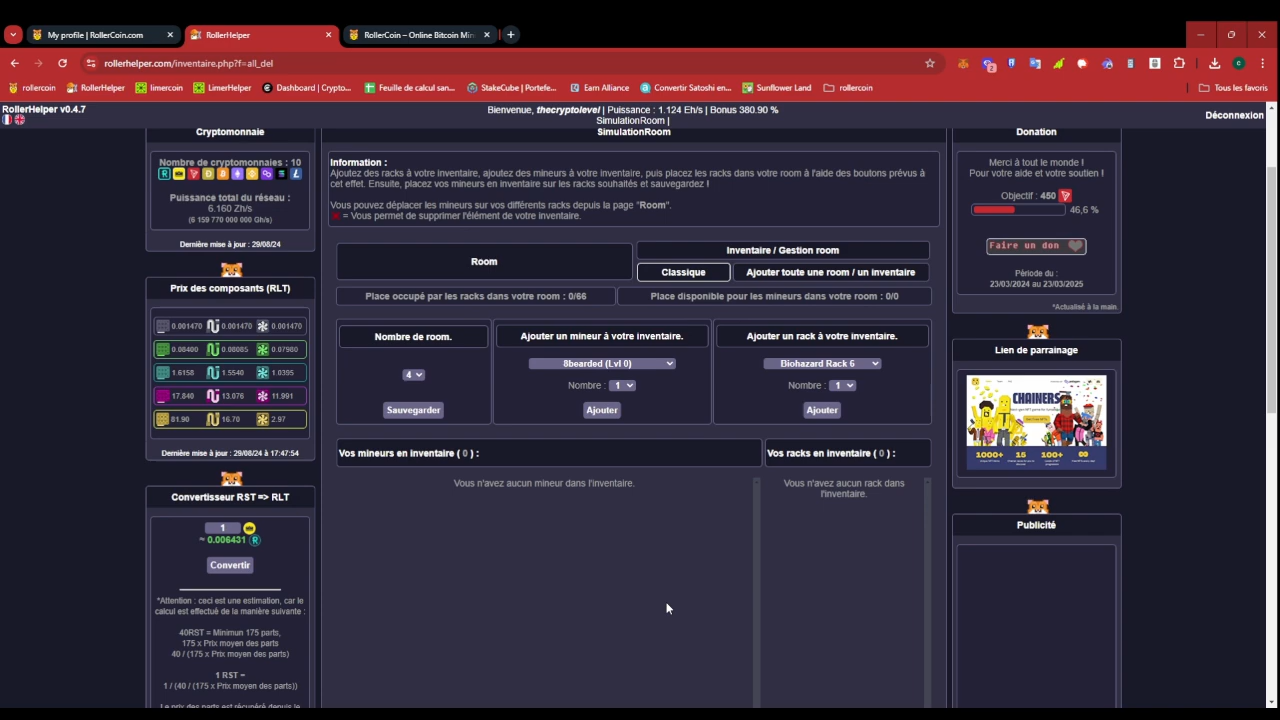 My profile | RollerCoin.com
RollerHelper
RollerCoin – Online Bitcoin Min
rollerhelper.com/inventaire.php?f=all_del
rollercoin
RollerHelper
limercoin
LimerHelper
Dashboard | Crypto...
Feuille de calcul san...
StakeCube | Portefe...
Earn Alliance
Convertir Satoshi en...
Sunflower Land
rollercoin
Tous les favoris
RollerHelper v0.4.7
Bienvenue, thecryptolevel | Puissance : 1.124 Eh/s | Bonus 380.90 %
SimulationRoom |
Déconnexion
Cryptomonnaie
Nombre de cryptomonnaies : 10
Puissance total du réseau :
6.160 Zh/s
(6 159 770 000 000 Gh/s)
Dernière mise à jour : 29/08/24
Prix des composants (RLT)
0.001470 0.001470 0.001470
0.08400 0.08085 0.07980
1.6158 1.5540 1.0395
17.840 13.076 11.991
81.90 16.70 2.97
Dernière mise à jour : 29/08/24 à 17:47:54
Convertisseur RST => RLT
1
≈ 0.006431
Convertir
*Attention : ceci est une estimation, car le
calcul est effectué de la manière suivante :
40RST = Minimun 175 parts,
175 x Prix moyen des parts
40 / (175 x Prix moyen des parts)
1 RST =
1 / (40 / (175 x Prix moyen des parts))
Le prix des parts est récupéré depuis le
SimulationRoom
Information :
Ajoutez des racks à votre inventaire, ajoutez des mineurs à votre inventaire, puis placez les racks dans votre room à l'aide des boutons prévus à
cet effet. Ensuite, placez vos mineurs en inventaire sur les racks souhaités et sauvegardez !
Vous pouvez déplacer les mineurs sur vos différents racks depuis la page "Room".
= Vous permet de supprimer l'élément de votre inventaire.
Room
Inventaire / Gestion room
Classique
Ajouter toute une room / un inventaire
Place occupé par les racks dans votre room : 0/66
Place disponible pour les mineurs dans votre room : 0/0
Nombre de room.
4
Sauvegarder
Ajouter un mineur à votre inventaire.
8bearded (Lvl 0)
Nombre : 1
Ajouter
Ajouter un rack à votre inventaire.
Biohazard Rack 6
Nombre : 1
Ajouter
Vos mineurs en inventaire ( 0 ) :
Vous n'avez aucun mineur dans l'inventaire.
Vos racks en inventaire ( 0 ) :
Vous n'avez aucun rack dans
l'inventaire.
Donation
Merci à tout le monde !
Pour votre aide et votre soutien !
Objectif : 450
46,6 %
Faire un don
Période du :
23/03/2024 au 23/03/2025
*Actualisé à la main.
Lien de parrainage
CHAINERS
1000+ 15 100+ ∞
Publicité